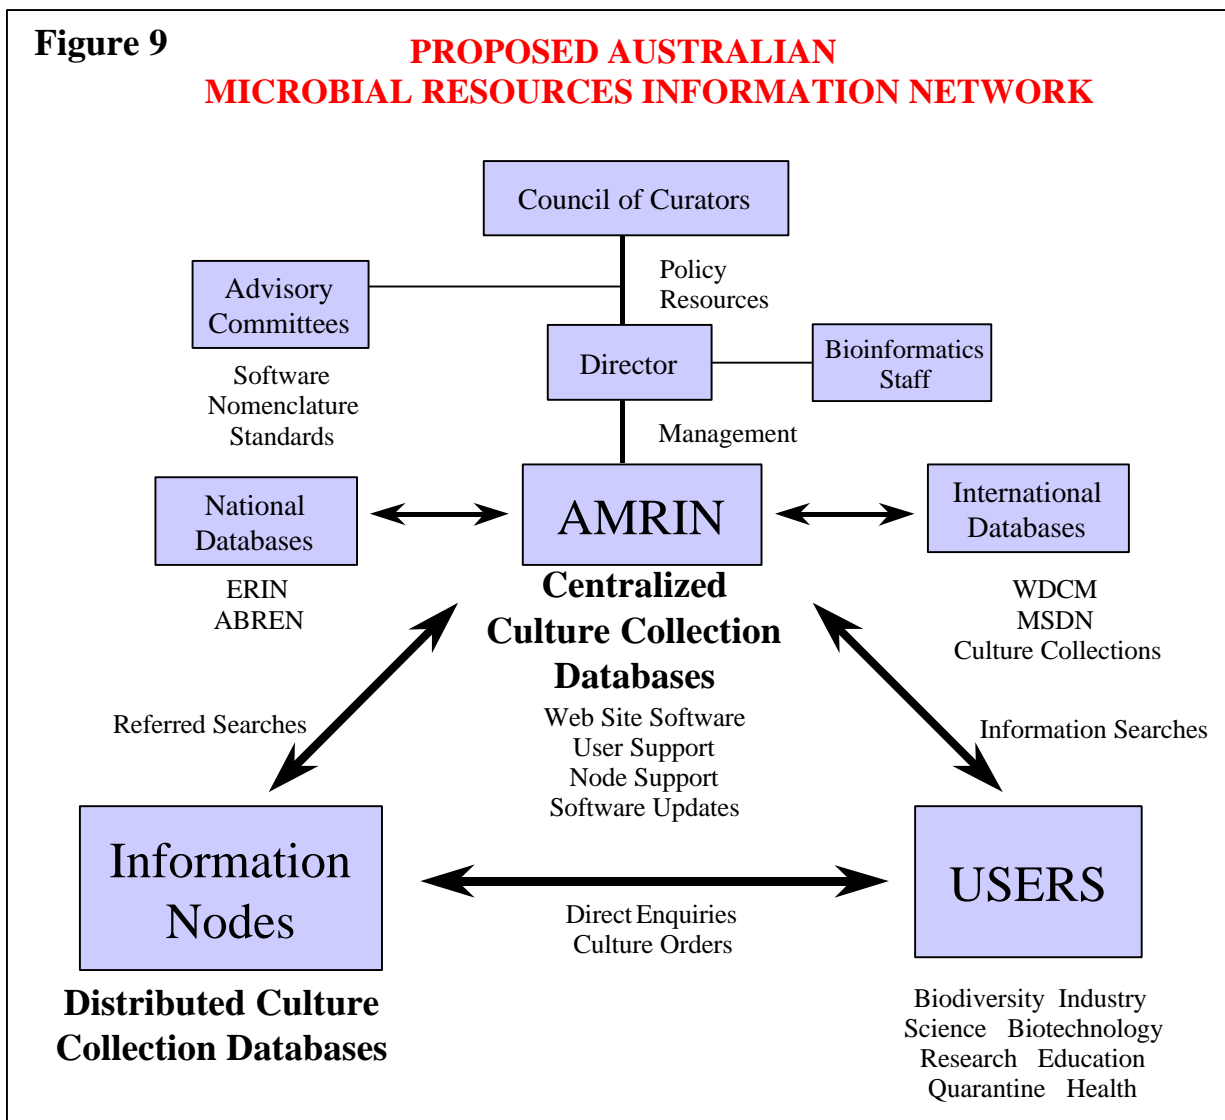 Figure 9
PROPOSED AUSTRALIAN
MICROBIAL RESOURCES INFORMATION NETWORK
Council of Curators
Policy
Resources
Advisory
Committees
Software
Nomenclature
Standards
Director
Bioinformatics
Staff
Management
National
Databases
ERIN
ABREN
AMRIN
International
Databases
WDCM
MSDN
Culture Collections
Centralized
Culture Collection
Databases
Web Site Software
User Support
Node Support
Software Updates
Referred Searches
Information Searches
Information
Nodes
Distributed Culture
Collection Databases
Direct Enquiries
Culture Orders
USERS
Biodiversity Industry
Science Biotechnology
Research Education
Quarantine Health